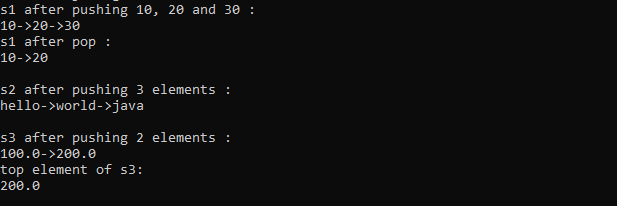 s1 after pushing 10, 20 and 30 :
10->20->30
s1 after pop :
10->20
s2 after pushing 3 elements :
hello->world->java
s3 after pushing 2 elements :
100.0->200.0
top element of s3:
200.0